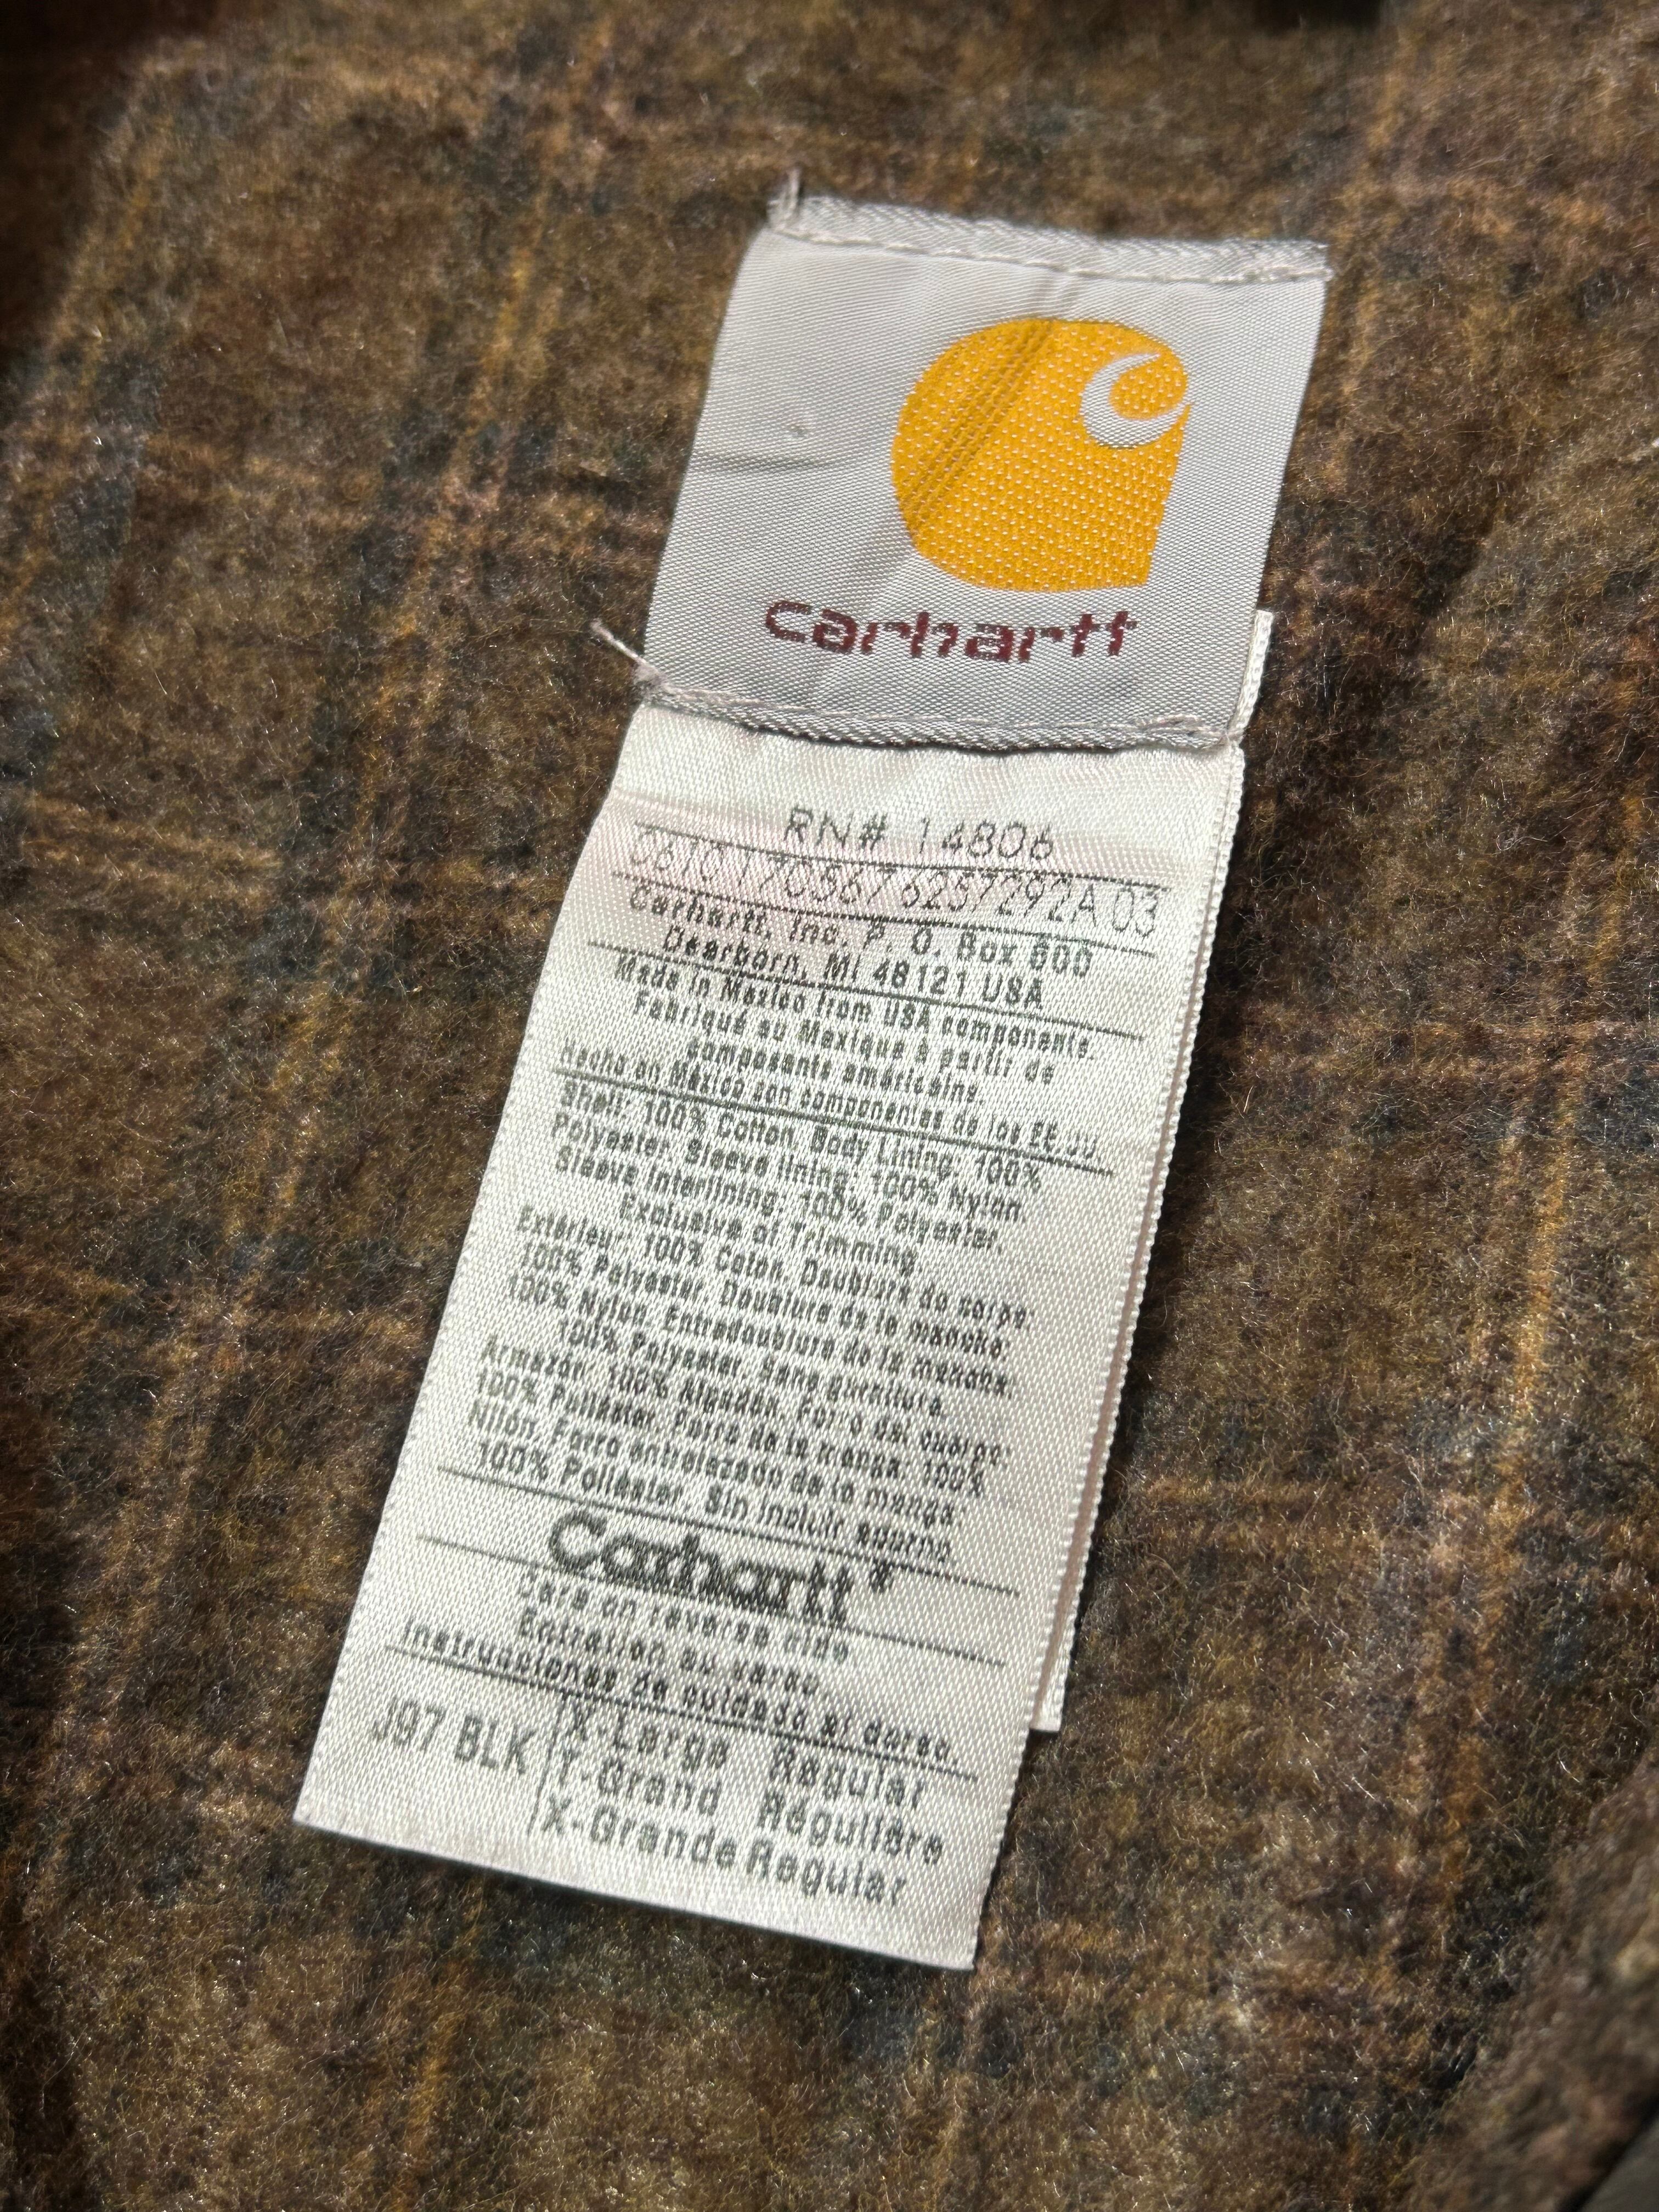 carhartt
RN# 14806
0610170567 6257292A 03
Carhartt, Inc. P. O. Box 600
Dearborn, MI 48121 USA
Made in Mexico from USA components.
Fabriqué au Mexique à partir de
composants américains.
Hecho en Mexico con componentes de los EE.UU
Shell: 100% Cotton. Body Lining: 100%
Polyester. Sleeve lining: 100% Nylon.
Sleeve Interlining: 100% Polyester.
Exclusive of Trimming
Extérieur: 100% Coton. Doublure du corps:
100% Polyester. Doublure de la manche:
100% Nylon. Entredoublure de la manche:
100% Polyester. Sans garniture.
Armazón: 100% Algodón. Forro del cuerpo:
100% Poliéster. Forro de la manga: 100%
Nilón. Forro entrelazado de la manga
100% Poliéster. Sin incluir adorno.
Carhartt
Care on reverse side
Entretien au verso.
Instrucciones de cuidado al dorso.
J97 BLK
X-Large Regular
T-Grand Régulière
X-Grande Regular